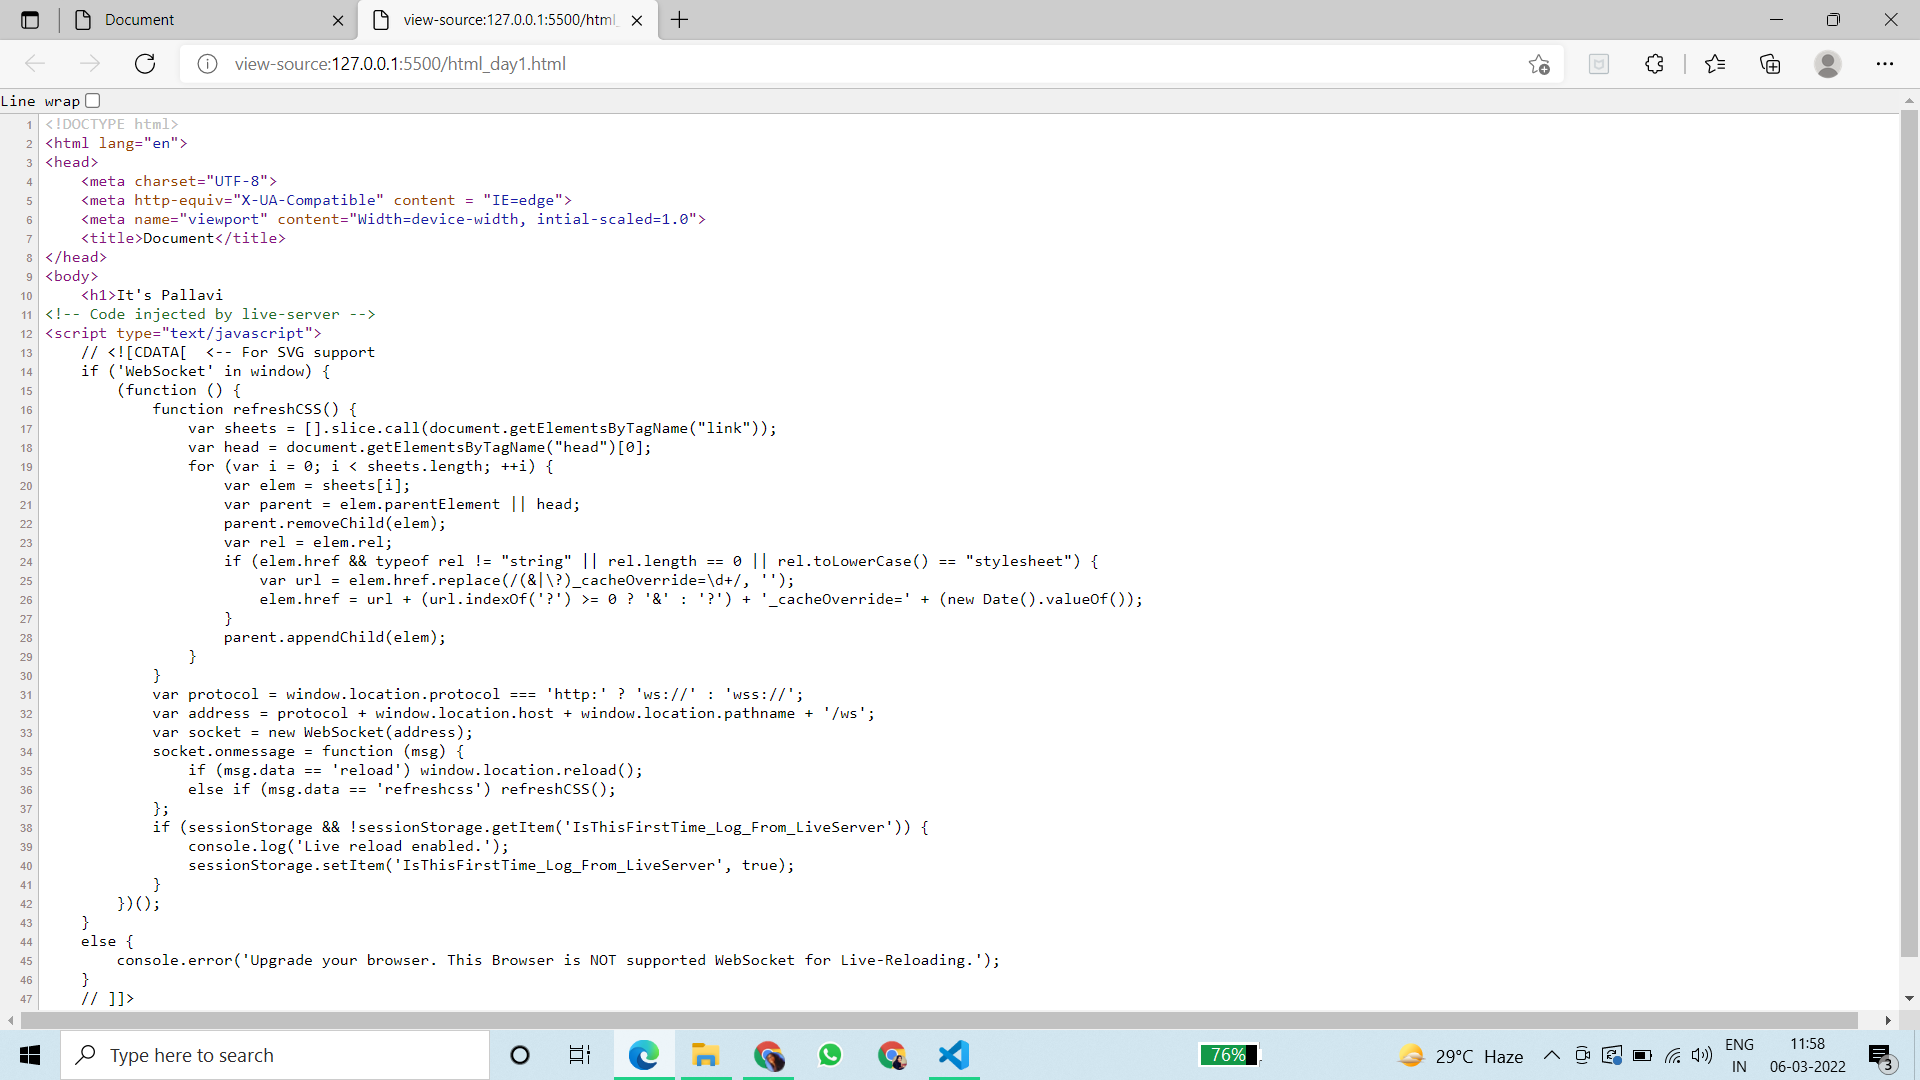 Document
view-source:127.0.0.1:5500/html_
view-source:127.0.0.1:5500/html_day1.html
Line wrap
1 <!DOCTYPE html>
2 <html lang="en">
3 <head>
4     <meta charset="UTF-8">
5     <meta http-equiv="X-UA-Compatible" content = "IE=edge">
6     <meta name="viewport" content="Width=device-width, intial-scaled=1.0">
7     <title>Document</title>
8 </head>
9 <body>
10     <h1>It's Pallavi
11 <!-- Code injected by live-server -->
12 <script type="text/javascript">
13     // <![CDATA[  <-- For SVG support
14     if ('WebSocket' in window) {
15         (function () {
16             function refreshCSS() {
17                 var sheets = [].slice.call(document.getElementsByTagName("link"));
18                 var head = document.getElementsByTagName("head")[0];
19                 for (var i = 0; i < sheets.length; ++i) {
20                     var elem = sheets[i];
21                     var parent = elem.parentElement || head;
22                     parent.removeChild(elem);
23                     var rel = elem.rel;
24                     if (elem.href && typeof rel != "string" || rel.length == 0 || rel.toLowerCase() == "stylesheet") {
25                         var url = elem.href.replace(/(&|\?)_cacheOverride=\d+/, '');
26                         elem.href = url + (url.indexOf('?') >= 0 ? '&' : '?') + '_cacheOverride=' + (new Date().valueOf());
27                     }
28                     parent.appendChild(elem);
29                 }
30             }
31             var protocol = window.location.protocol === 'http:' ? 'ws://' : 'wss://';
32             var address = protocol + window.location.host + window.location.pathname + '/ws';
33             var socket = new WebSocket(address);
34             socket.onmessage = function (msg) {
35                 if (msg.data == 'reload') window.location.reload();
36                 else if (msg.data == 'refreshcss') refreshCSS();
37             };
38             if (sessionStorage && !sessionStorage.getItem('IsThisFirstTime_Log_From_LiveServer')) {
39                 console.log('Live reload enabled.');
40                 sessionStorage.setItem('IsThisFirstTime_Log_From_LiveServer', true);
41             }
42         })();
43     }
44     else {
45         console.error('Upgrade your browser. This Browser is NOT supported WebSocket for Live-Reloading.');
46     }
47     // ]]>
Type here to search
76%
29°C Haze
ENG
IN
11:58
06-03-2022
3